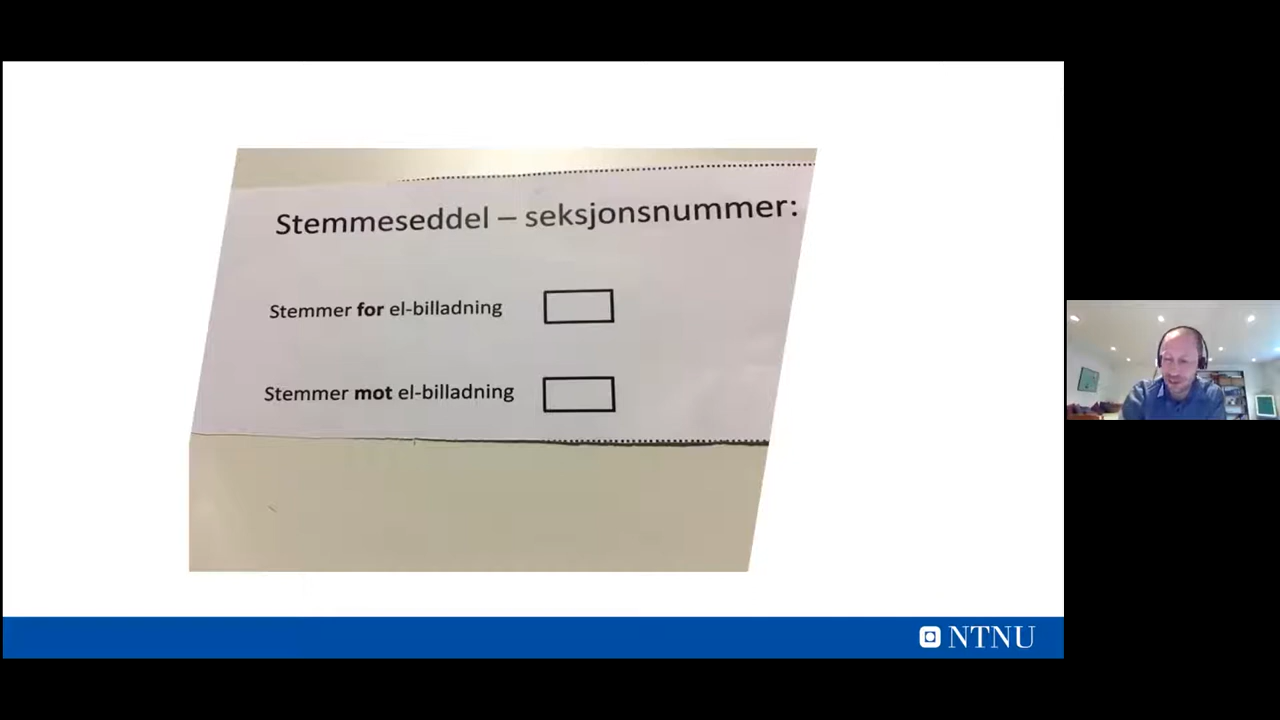 Stemmeseddel – seksjonsnummer:
Stemmer for el-billadning
Stemmer mot el-billadning
NTNU